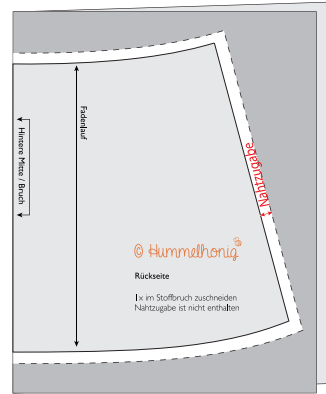 Fadenlauf
Hintere Mitte / Bruch
Nahtzugabe
© Hummelhonig
Rückseite
1x im Stoffbruch zuschneiden
Nahtzugabe ist nicht enthalten